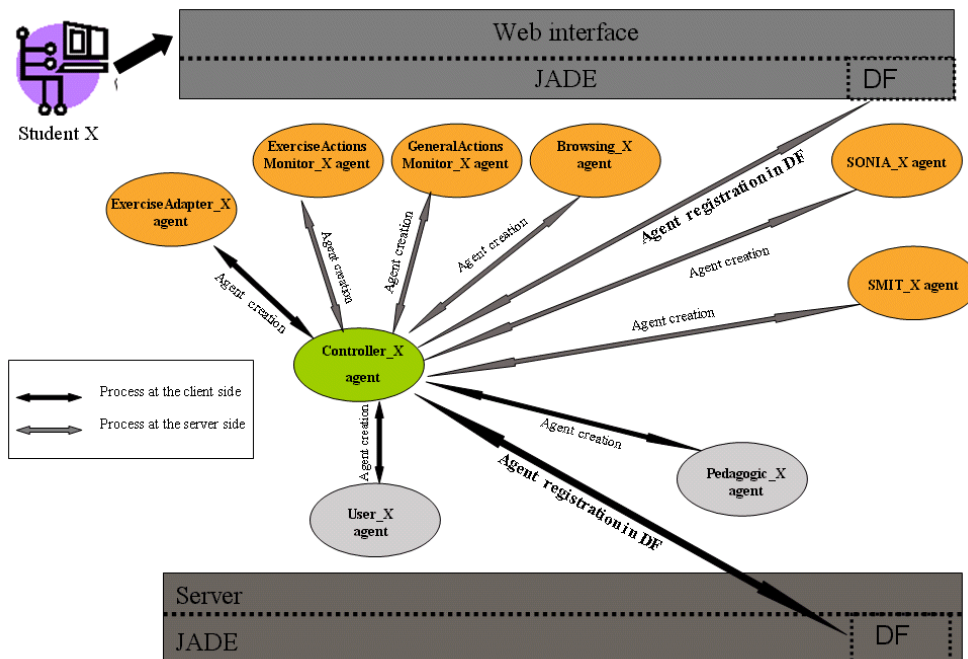 Web interface
JADE
DF
Student X
ExerciseActions
Monitor_X agent
GeneralActions
Monitor_X agent
Browsing_X
agent
SONIA_X agent
ExerciseAdapter_X
agent
SMIT_X agent
Agent registration in DF
Agent creation
Agent creation
Agent creation
Agent creation
Agent creation
Agent creation
Controller_X
agent
Process at the client side
Process at the server side
Agent creation
Agent creation
Agent registration in DF
Pedagogic_X
agent
User_X
agent
Server
JADE
DF